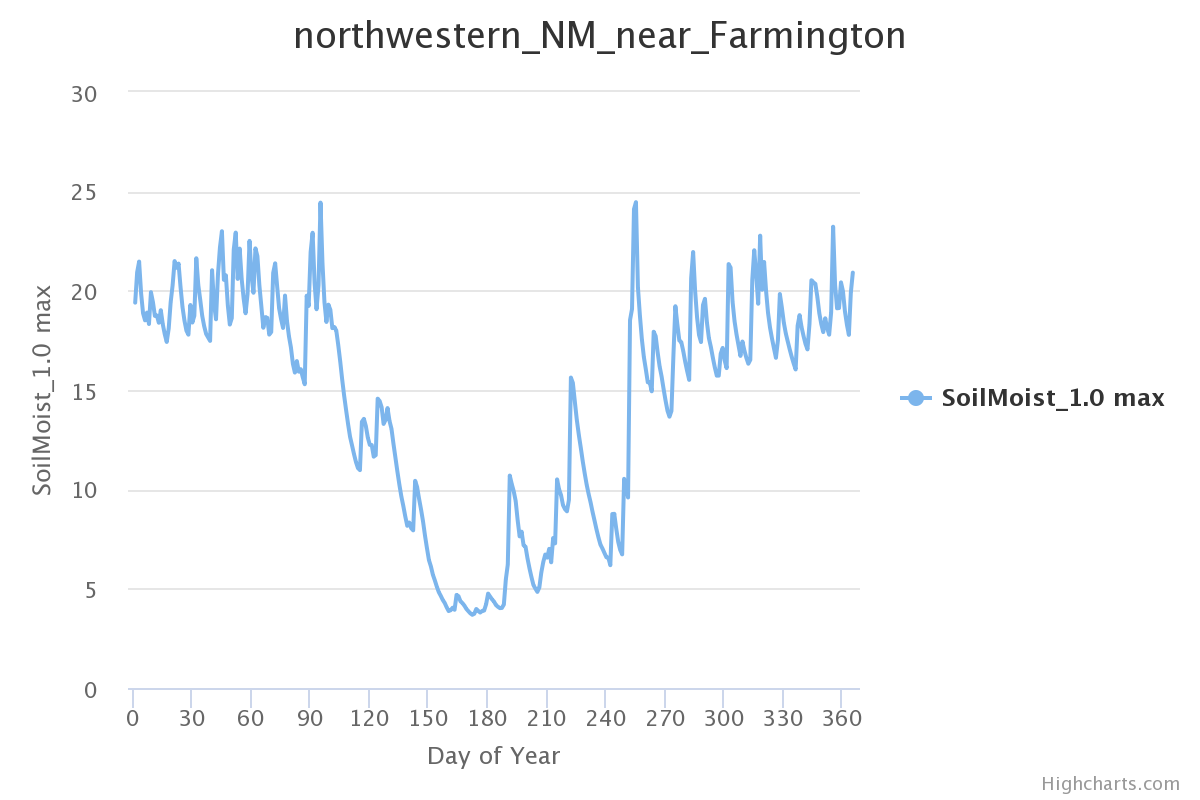 northwestern_NM_near_Farmington
30
25
20
15
10
5
0
SoilMoist_1.0 max
0 30 60 90 120 150 180 210 240 270 300 330 360
Day of Year
SoilMoist_1.0 max
Highcharts.com